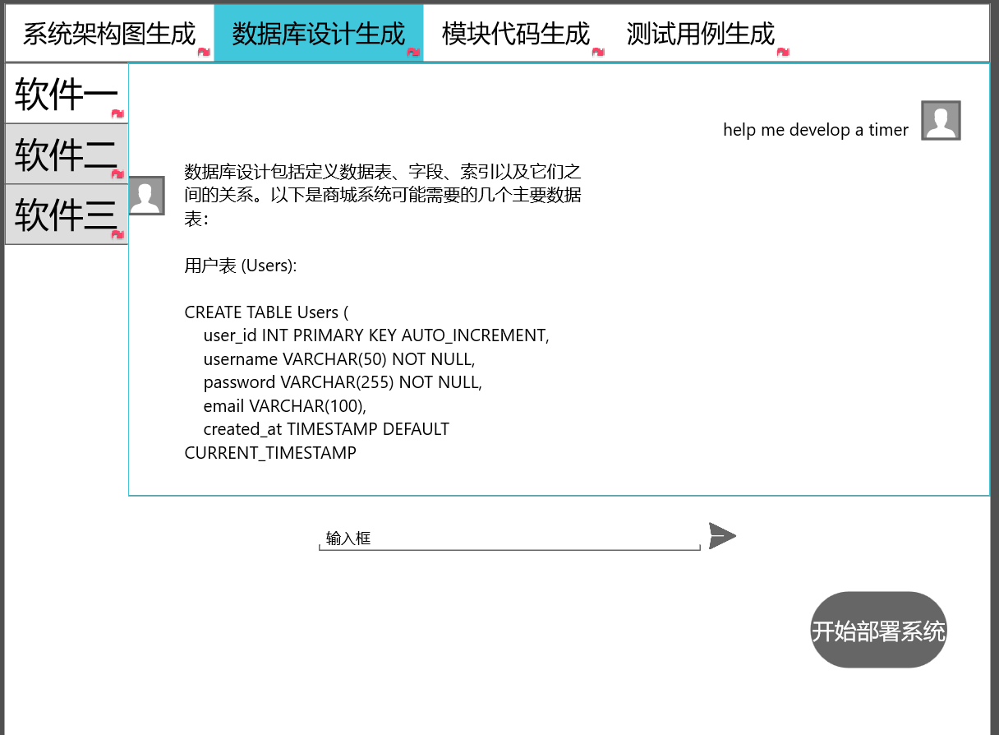 系统架构图生成
数据库设计生成
模块代码生成
测试用例生成
软件一
软件二
软件三
help me develop a timer
数据库设计包括定义数据表、字段、索引以及它们之
间的关系。以下是商城系统可能需要的几个主要数据
表：
用户表 (Users):
CREATE TABLE Users (
user_id INT PRIMARY KEY AUTO_INCREMENT,
username VARCHAR(50) NOT NULL,
password VARCHAR(255) NOT NULL,
email VARCHAR(100),
created_at TIMESTAMP DEFAULT
CURRENT_TIMESTAMP
输入框
开始部署系统